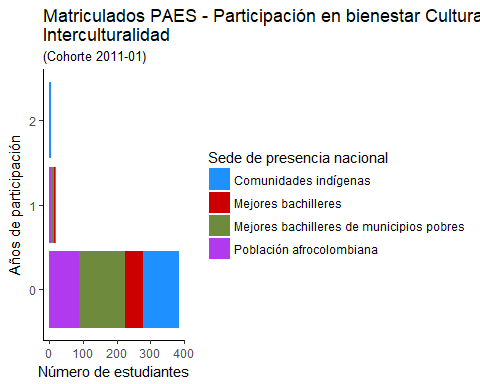 Matriculados PAES - Participación en bienestar Cultura
Interculturalidad
(Cohorte 2011-01)
Años de participación
2
1
0
0 100 200 300 400
Número de estudiantes
Sede de presencia nacional
Comunidades indígenas
Mejores bachilleres
Mejores bachilleres de municipios pobres
Población afrocolombiana